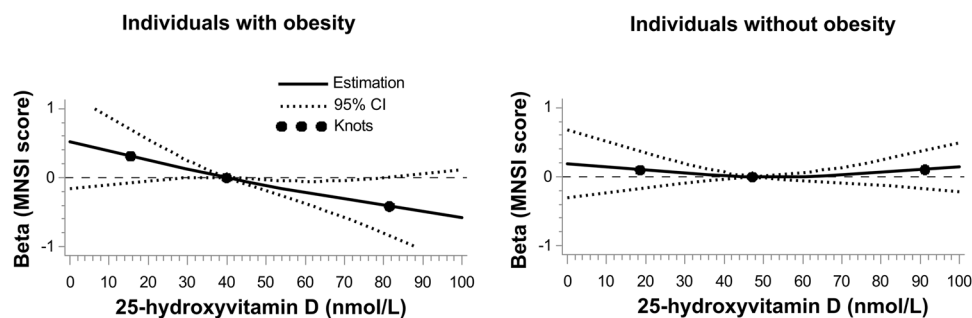 Individuals with obesity
Individuals without obesity
Beta (MNSI score)
1
0
-1
Estimation
95% CI
Knots
0 10 20 30 40 50 60 70 80 90 100
25-hydroxyvitamin D (nmol/L)
Beta (MNSI score)
1
0
-1
0 10 20 30 40 50 60 70 80 90 100
25-hydroxyvitamin D (nmol/L)